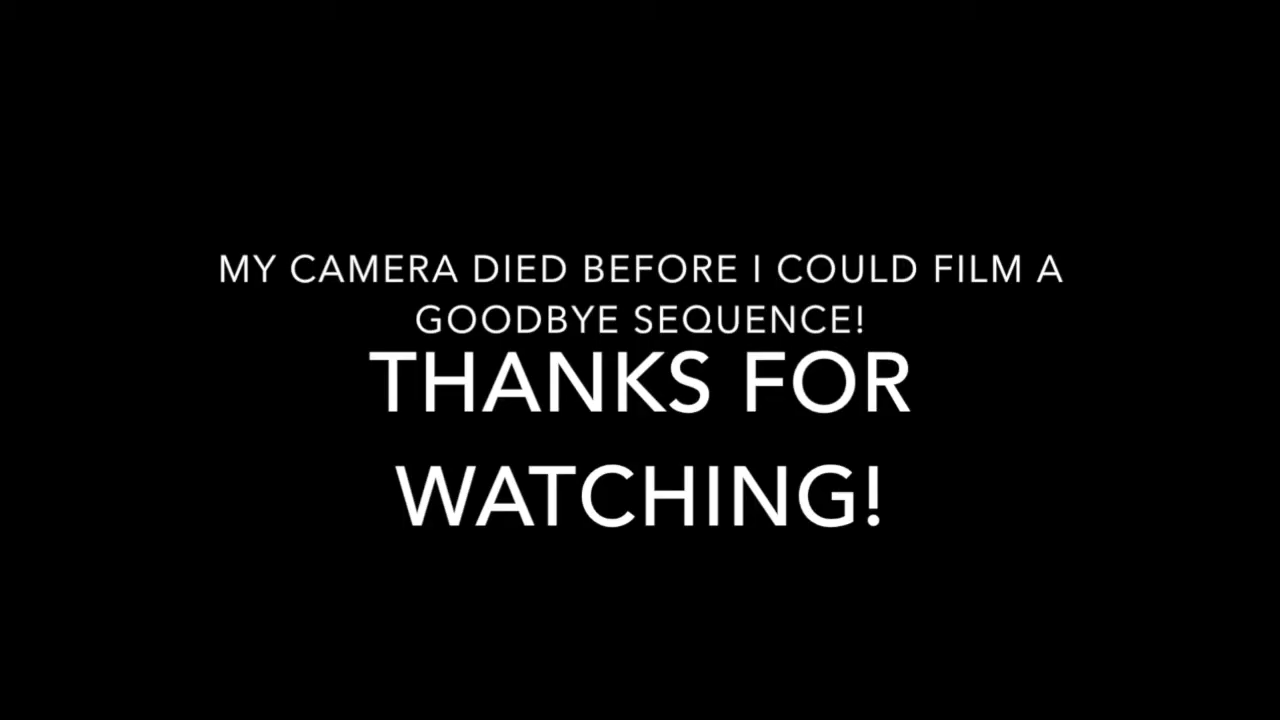 MY CAMERA DIED BEFORE I COULD FILM A
GOODBYE SEQUENCE!
THANKS FOR
WATCHING!